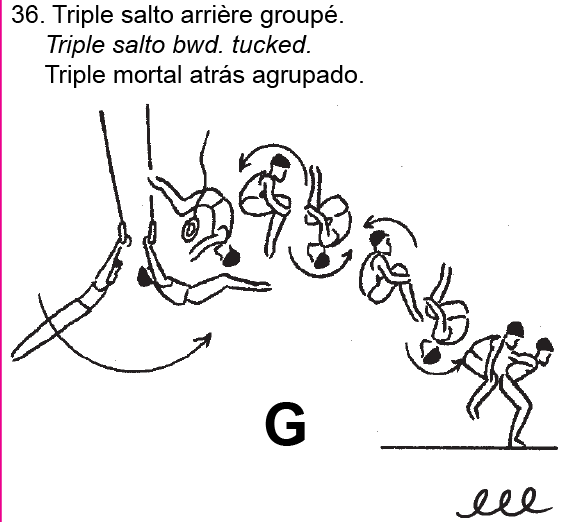 36. Triple salto arrière groupé.
Triple salto bwd. tucked.
Triple mortal atrás agrupado.
G